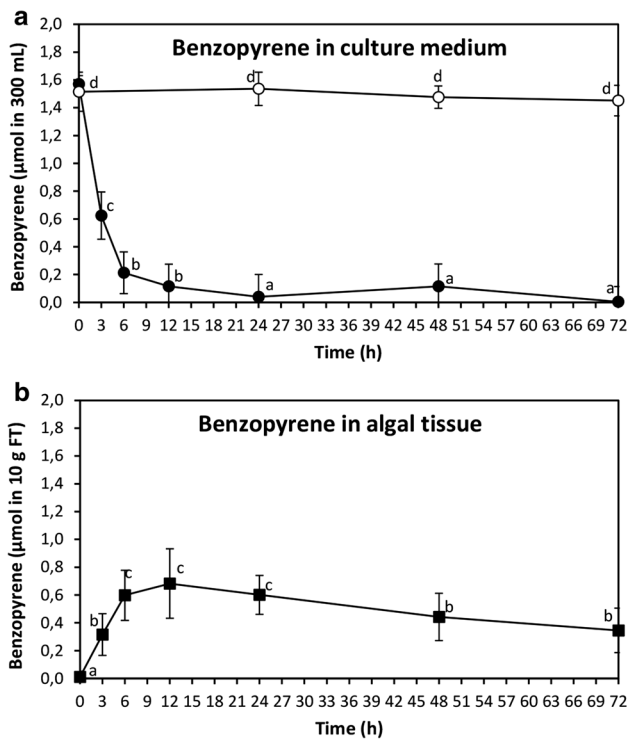 a
Benzopyrene in culture medium
Benzopyrene (µmol in 300 mL)
2,0
1,8
1,6
1,4
1,2
1,0
0,8
0,6
0,4
0,2
0,0
d d d d
c
b
b
a a a
0 3 6 9 12 15 18 21 24 27 30 33 36 39 42 45 48 51 54 57 60 63 66 69 72
Time (h)
b
Benzopyrene in algal tissue
Benzopyrene (µmol in 10 g FT)
2,0
1,8
1,6
1,4
1,2
1,0
0,8
0,6
0,4
0,2
0,0
a b c c c b b
0 3 6 9 12 15 18 21 24 27 30 33 36 39 42 45 48 51 54 57 60 63 66 69 72
Time (h)